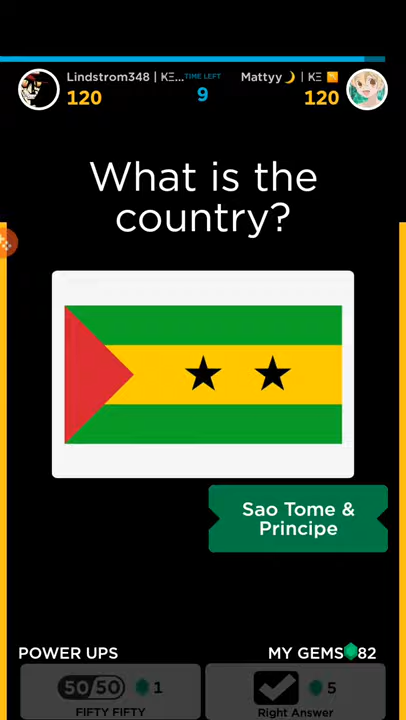 Lindstrom348 | KΞ... TIME LEFT Mattyy🌙 | KΞ
120 9 120
What is the
country?
Sao Tome &
Principe
POWER UPS MY GEMS 82
50/50 1 5
FIFTY FIFTY Right Answer